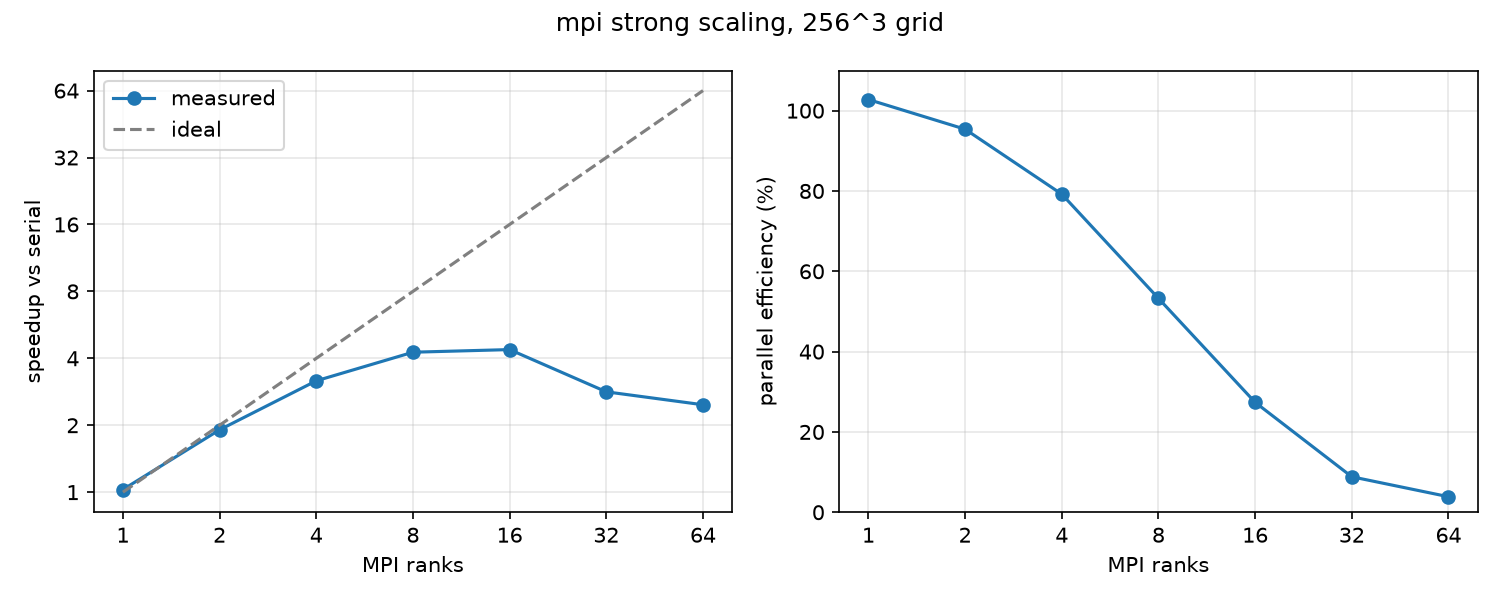 mpi strong scaling, 256^3 grid
measured
ideal
speedup vs serial
64
32
16
8
4
2
1
1 2 4 8 16 32 64
MPI ranks
parallel efficiency (%)
100
80
60
40
20
0
1 2 4 8 16 32 64
MPI ranks